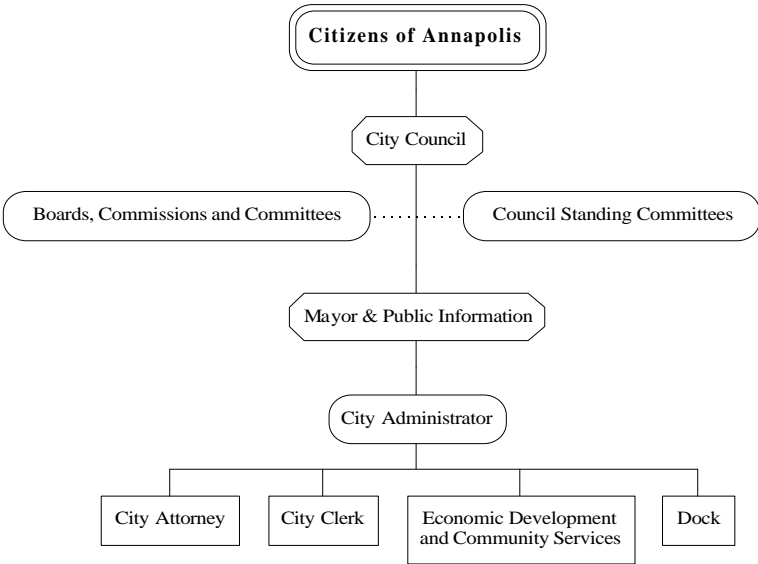 Citizens of Annapolis
City Council
Boards, Commissions and Committees
Council Standing Committees
Mayor & Public Information
City Administrator
City Attorney
City Clerk
Economic Development
and Community Services
Dock